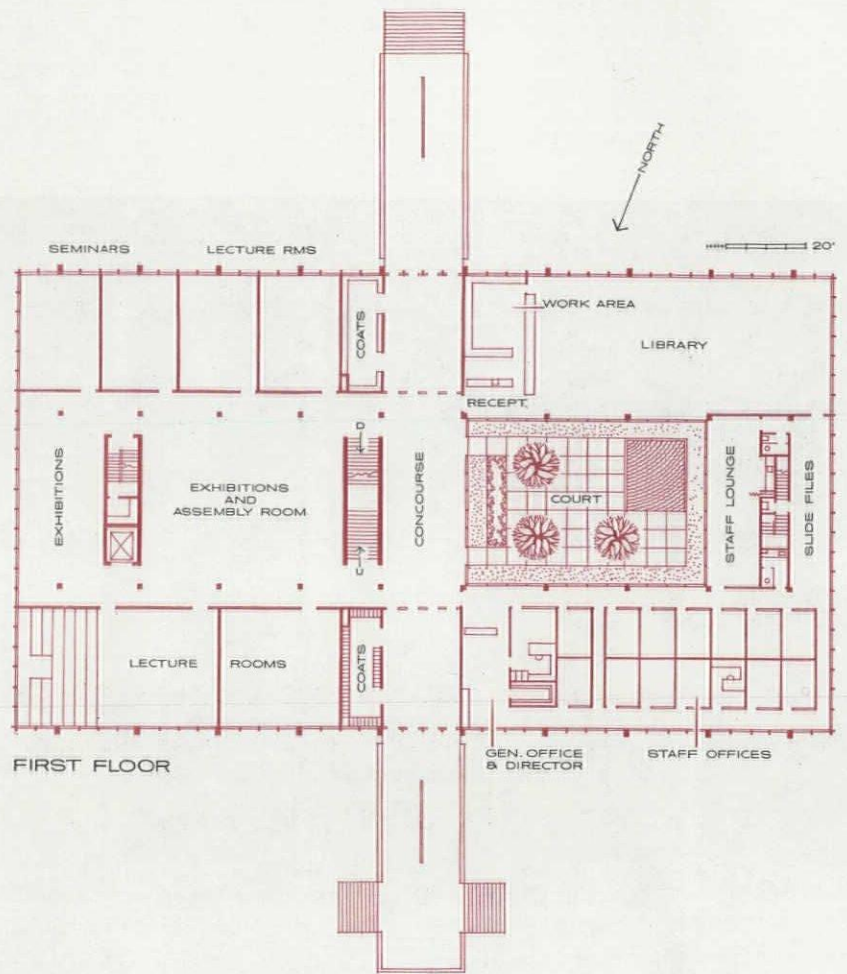 NORTH
20'
SEMINARS
LECTURE RMS
COATS
WORK AREA
LIBRARY
RECEPT.
D
EXHIBITIONS
EXHIBITIONS
AND
ASSEMBLY ROOM
CONCOURSE
COURT
STAFF LOUNGE
SLIDE FILES
U
LECTURE ROOMS
COATS
GEN. OFFICE
& DIRECTOR
STAFF OFFICES
FIRST FLOOR